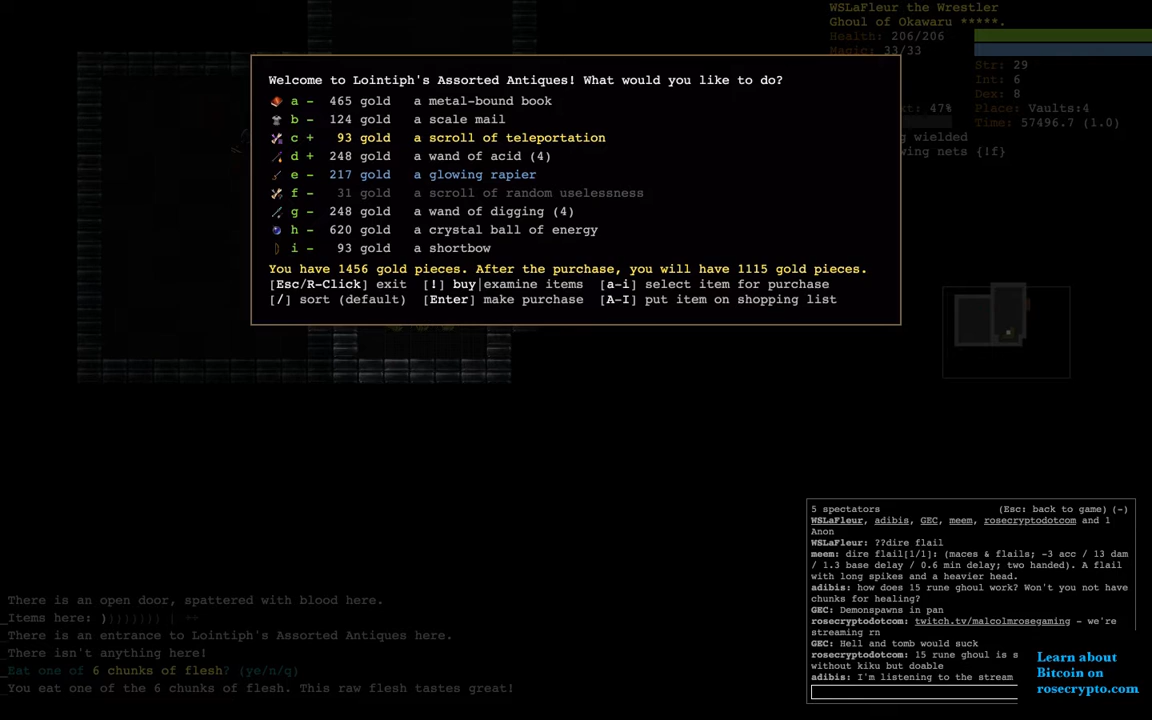 WSLaFleur the Wrestler
Ghoul of Okawaru *****.
Health: 206/206
Magic: 33/33
Str: 29
Int: 6
Dex: 8
xt: 47% Place: Vaults:4
Time: 57496.7 (1.0)
g wielded
wing nets {!f}
Welcome to Lointiph's Assorted Antiques! What would you like to do?
a - 465 gold a metal-bound book
b - 124 gold a scale mail
c + 93 gold a scroll of teleportation
d + 248 gold a wand of acid (4)
e - 217 gold a glowing rapier
f - 31 gold a scroll of random uselessness
g - 248 gold a wand of digging (4)
h - 620 gold a crystal ball of energy
i - 93 gold a shortbow
You have 1456 gold pieces. After the purchase, you will have 1115 gold pieces.
[Esc/R-Click] exit [!] buy|examine items [a-i] select item for purchase
[/] sort (default) [Enter] make purchase [A-I] put item on shopping list
There is an open door, spattered with blood here.
_Items here: )))))))) | ++
_There is an entrance to Lointiph's Assorted Antiques here.
_There isn't anything here!
_Eat one of 6 chunks of flesh? (ye/n/q)
_You eat one of the 6 chunks of flesh. This raw flesh tastes great!
5 spectators (Esc: back to game) (-)
WSLaFleur, adibis, GEC, meem, rosecryptodotcom and 1
Anon
WSLaFleur: ??dire flail
meem: dire flail[1/1]: (maces & flails; -3 acc / 13 dam
/ 1.3 base delay / 0.6 min delay; two handed). A flail
with long spikes and a heavier head.
adibis: how does 15 rune ghoul work? Won't you not have
chunks for healing?
GEC: Demonspawns in pan
rosecryptodotcom: twitch.tv/malcolmrosegaming - we're
streaming rn
GEC: Hell and tomb would suck
rosecryptodotcom: 15 rune ghoul is s
without kiku but doable
adibis: I'm listening to the stream
Learn about
Bitcoin on
rosecrypto.com